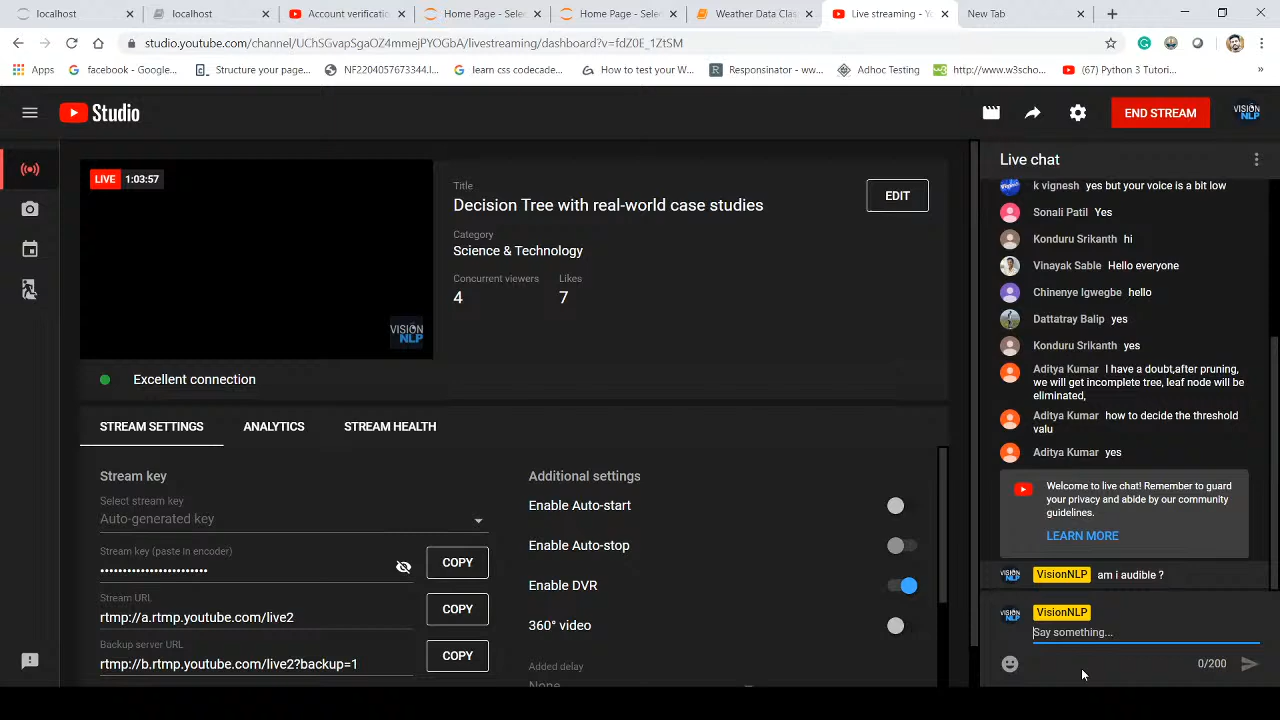 localhost
localhost
Account verificatio
Home Page - Selec
Home Page - Selec
Weather Data Clas
Live streaming - Yo
New Tab
studio.youtube.com/channel/UChSGvapSgaOZ4mmejPYOGbA/livestreaming/dashboard?v=fdZ0E_1ZtSM
Apps
facebook - Google...
Structure your page...
NF2204057673344.I...
learn css codecade...
How to test your W...
Responsinator - ww...
Adhoc Testing
http://www.w3scho...
(67) Python 3 Tutori...
»
Studio
END STREAM
VISION
NLP
LIVE 1:03:57
VISION
NLP
Title
Decision Tree with real-world case studies
EDIT
Category
Science & Technology
Concurrent viewers
4
Likes
7
Excellent connection
STREAM SETTINGS
ANALYTICS
STREAM HEALTH
Stream key
Select stream key
Auto-generated key
Stream key (paste in encoder)
••••••••••••••••••••••••
COPY
Stream URL
rtmp://a.rtmp.youtube.com/live2
COPY
Backup server URL
rtmp://b.rtmp.youtube.com/live2?backup=1
COPY
Additional settings
Enable Auto-start
Enable Auto-stop
Enable DVR
360° video
Added delay
None
Live chat
k vignesh yes but your voice is a bit low
Sonali Patil Yes
Konduru Srikanth hi
Vinayak Sable Hello everyone
Chinenye Igwegbe hello
Dattatray Balip yes
Konduru Srikanth yes
Aditya Kumar I have a doubt,after pruning,
we will get incomplete tree, leaf node will be
eliminated,
Aditya Kumar how to decide the threshold
valu
Aditya Kumar yes
Welcome to live chat! Remember to guard
your privacy and abide by our community
guidelines.
LEARN MORE
VisionNLP am i audible ?
VisionNLP
Say something...
0/200